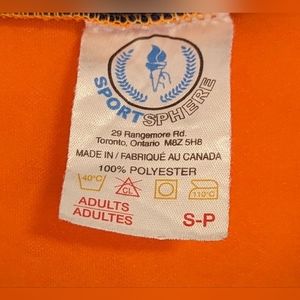 SPORTSPHERE
29 Rangemore Rd.
Toronto, Ontario M8Z 5H8
MADE IN / FABRIQUÉ AU CANADA
100% POLYESTER
40°C CL 110°C
ADULTS
ADULTES
S-P